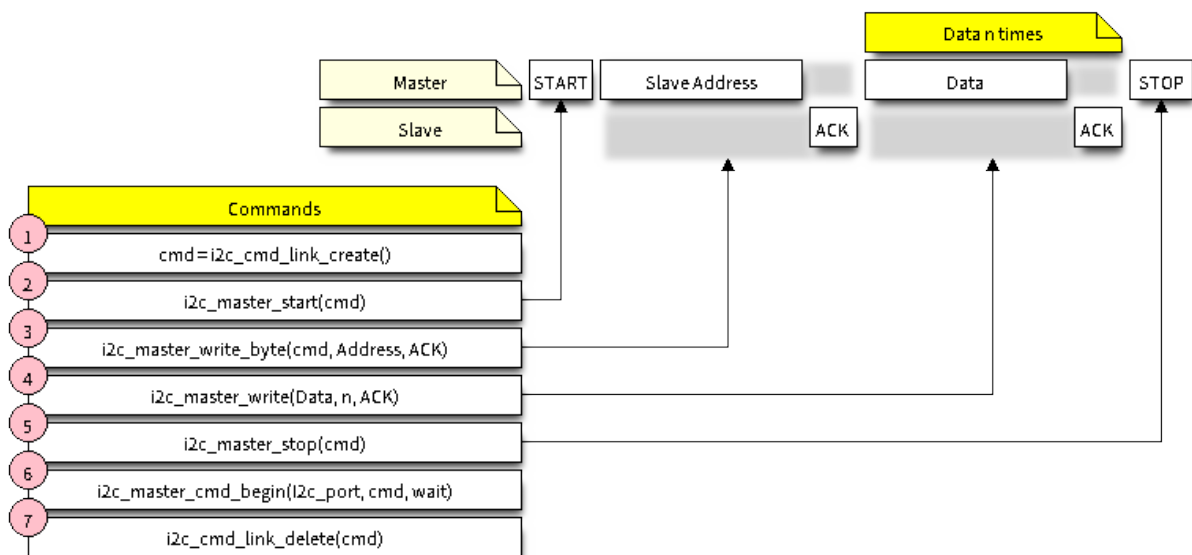 Data n times
Master START Slave Address Data STOP
Slave ACK ACK
Commands
1
cmd=i2c_cmd_link_create()
2
i2c_master_start(cmd)
3
i2c_master_write_byte(cmd, Address, ACK)
4
i2c_master_write(Data, n, ACK)
5
i2c_master_stop(cmd)
6
i2c_master_cmd_begin(I2c_port, cmd, wait)
7
i2c_cmd_link_delete(cmd)